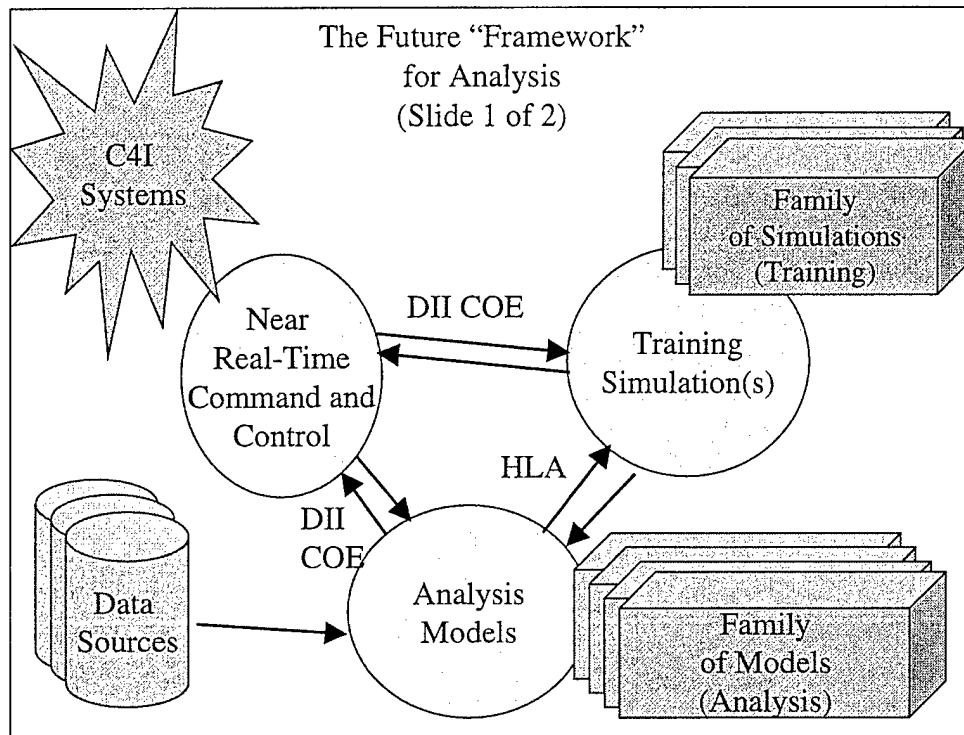 The Future “Framework”
for Analysis
(Slide 1 of 2)
C4I
Systems
Family
of Simulations
(Training)
Near
Real-Time
Command and
Control
DII COE
Training
Simulation(s)
HLA
DII
COE
Data
Sources
Analysis
Models
Family
of Models
(Analysis)